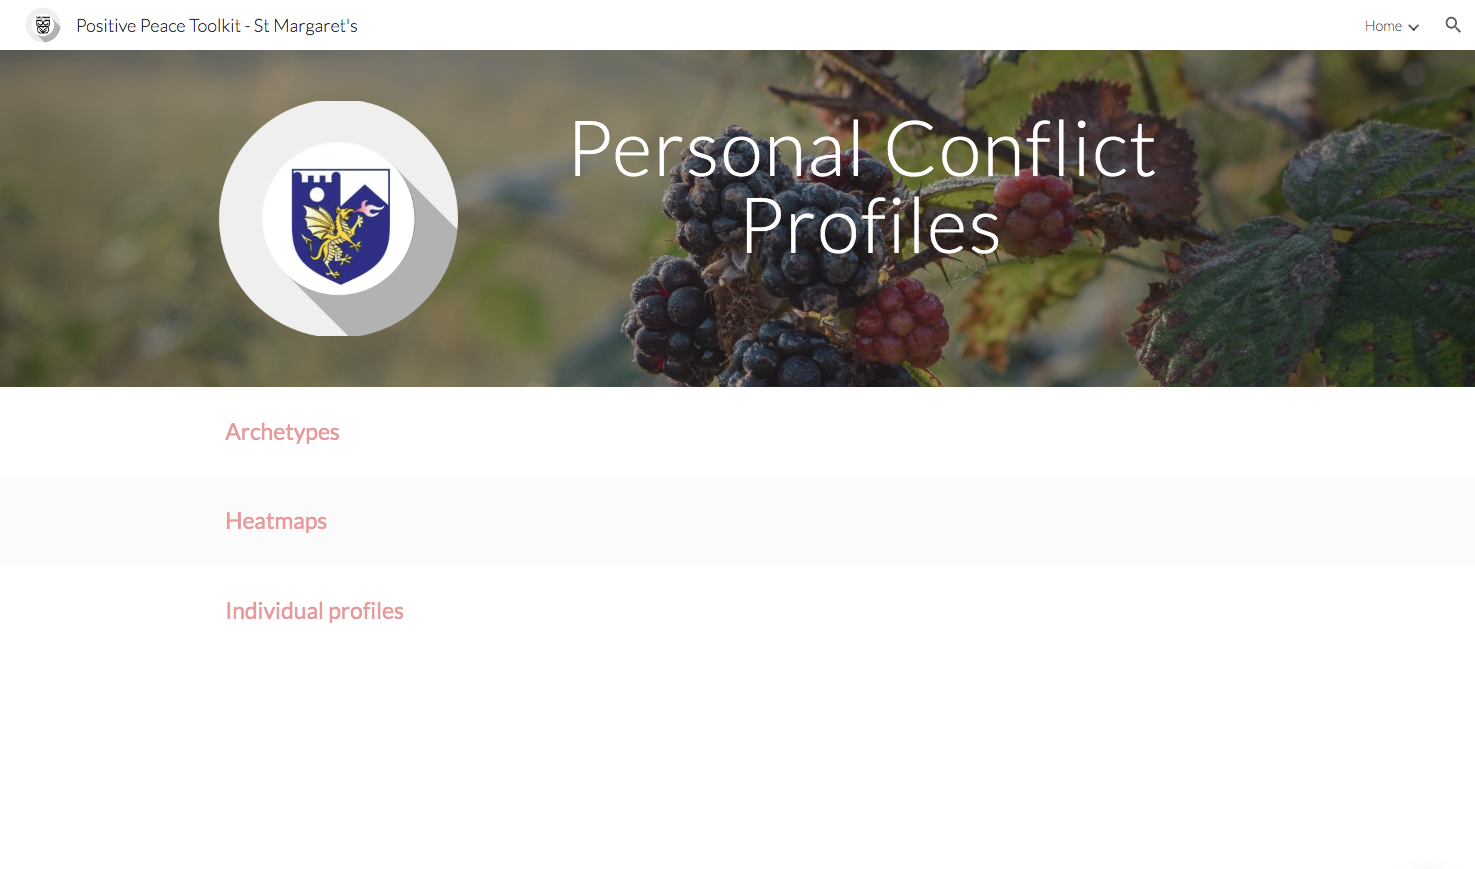 Positive Peace Toolkit - St Margaret's
Home
Personal Conflict
Profiles
Archetypes
Heatmaps
Individual profiles